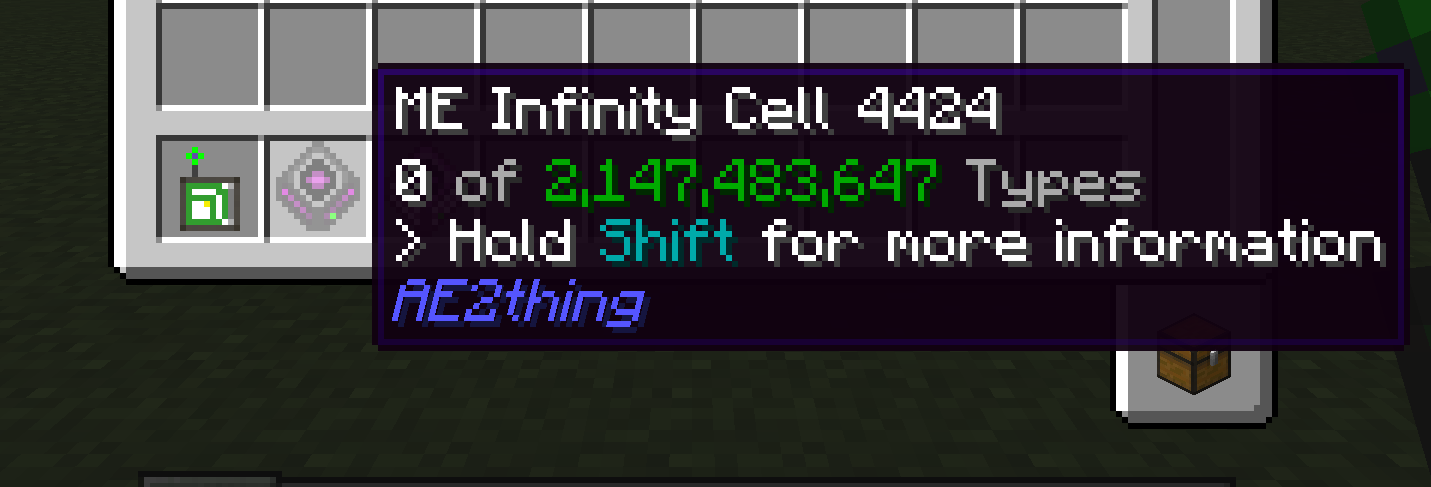 ME Infinity Cell 4424
0 of 2,147,483,647 Types
> Hold Shift for more information
AE2thing